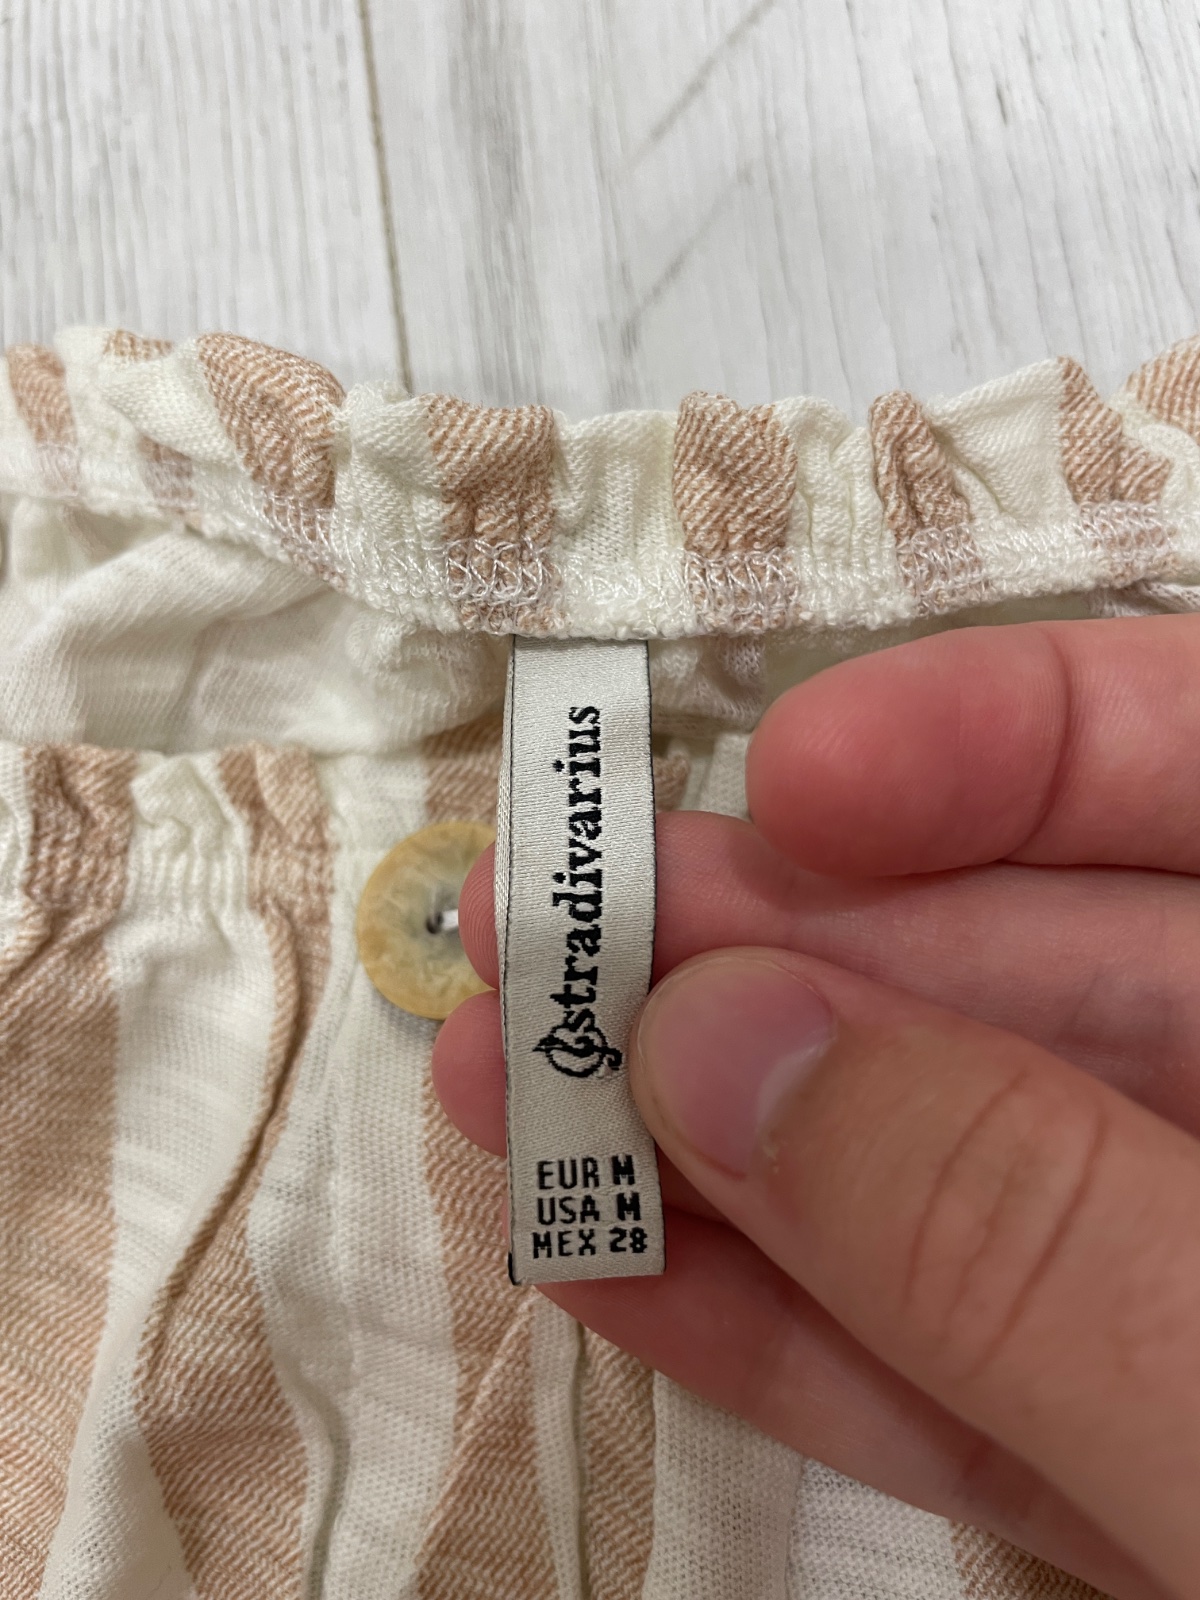 stradivarius
EUR M
USA M
MEX 28